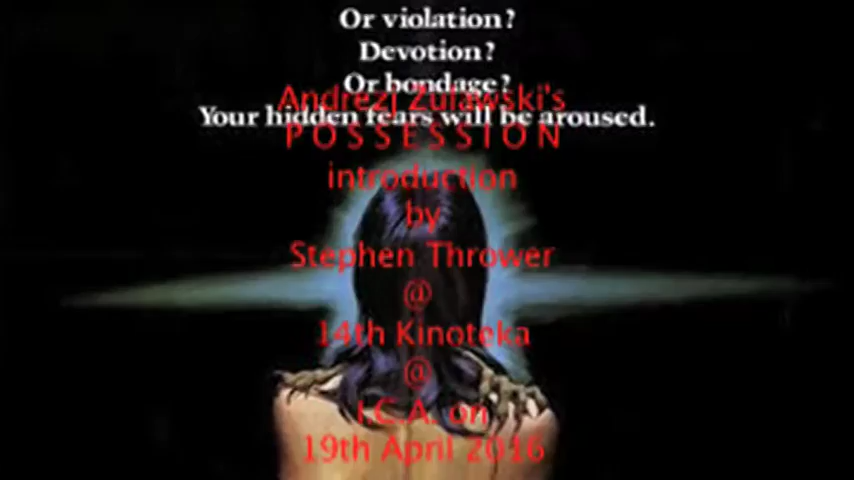 Or violation?
Devotion?
Or bondage?
Your hidden fears will be aroused.
Andrezj Zulawski's
POSSESSION
introduction
by
Stephen Thrower
@
14th Kinoteka
@
I.C.A. on
19th April 2016